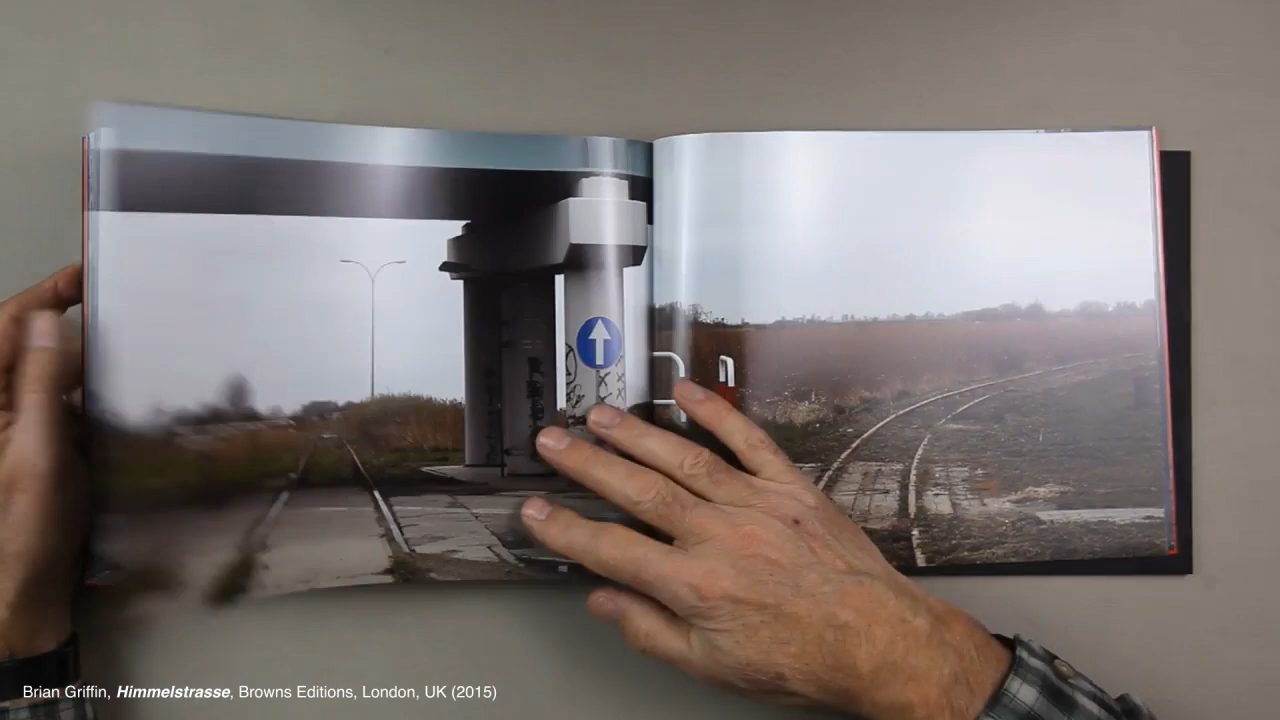 Brian Griffin, Himmelstrasse, Browns Editions, London, UK (2015)